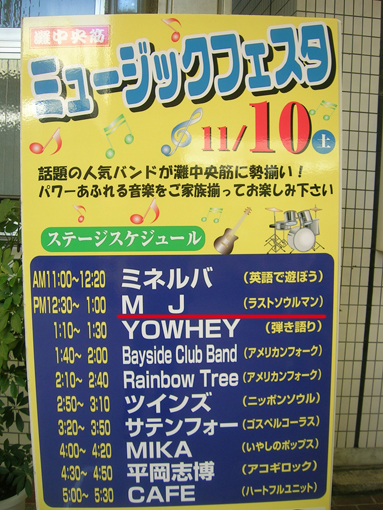 灘中央筋
ミュージックフェスタ
11/10土
話題の人気バンドが灘中央筋に勢揃い!
パワーあふれる音楽をご家族揃ってお楽しみ下さい
ステージスケジュール
AM11:00~12:20 ミネルバ (英語で遊ぼう)
PM12:30~ 1:00 M J (ラストソウルマン)
1:10~ 1:30 YOWHEY (弾き語り)
1:40~ 2:00 Bayside Club Band (アメリカンフォーク)
2:10~ 2:40 Rainbow Tree (アメリカンフォーク)
2:50~ 3:10 ツインズ (ニッポンソウル)
3:20~ 3:50 サテンフォー (ゴスペルコーラス)
4:00~ 4:20 MIKA (いやしのポップス)
4:30~ 4:50 平岡志博 (アコギロック)
5:00~ 5:30 CAFE (ハートフルユニット)